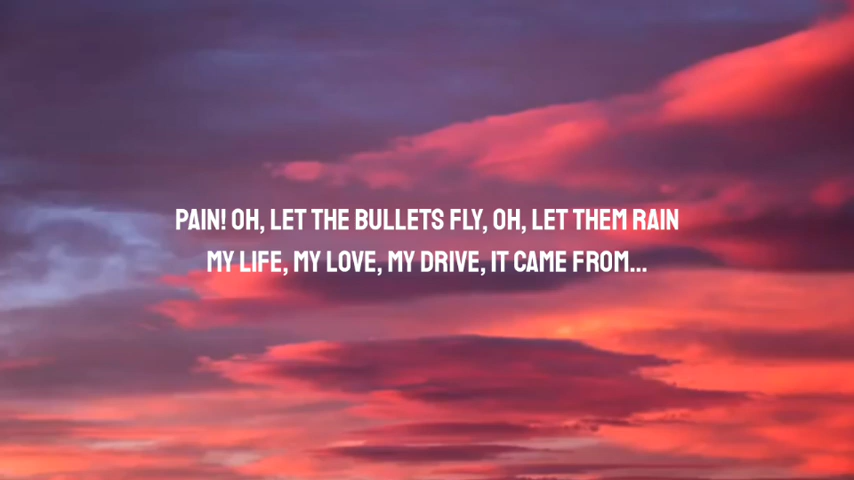 PAIN! OH, LET THE BULLETS FLY, OH, LET THEM RAIN
MY LIFE, MY LOVE, MY DRIVE, IT CAME FROM...